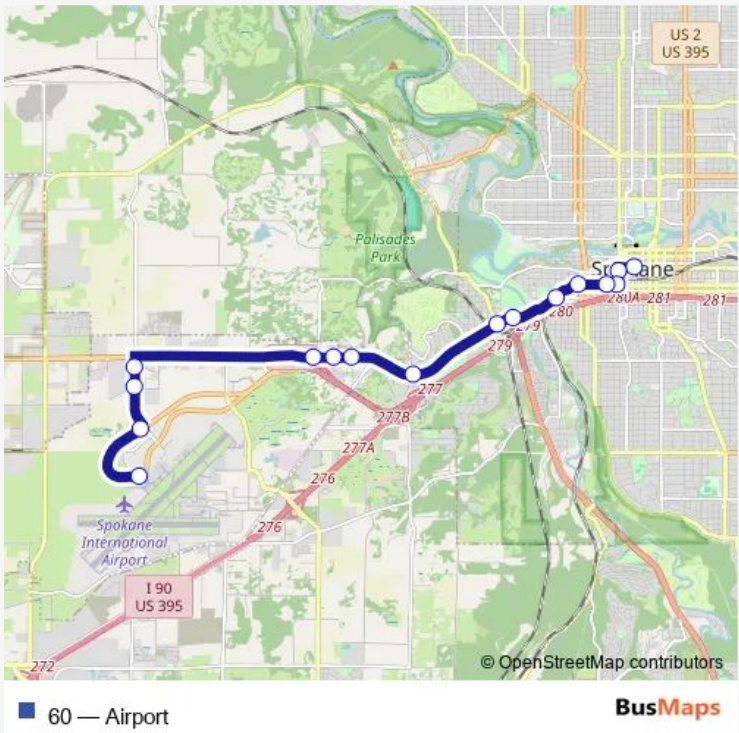 US 2
US 395
Palisades
Park
Spokane
280A
281
281
280
279
279
277
277B
277A
276
276
Spokane
International
Airport
I 90
US 395
272
© OpenStreetMap contributors
60 — Airport
BusMaps